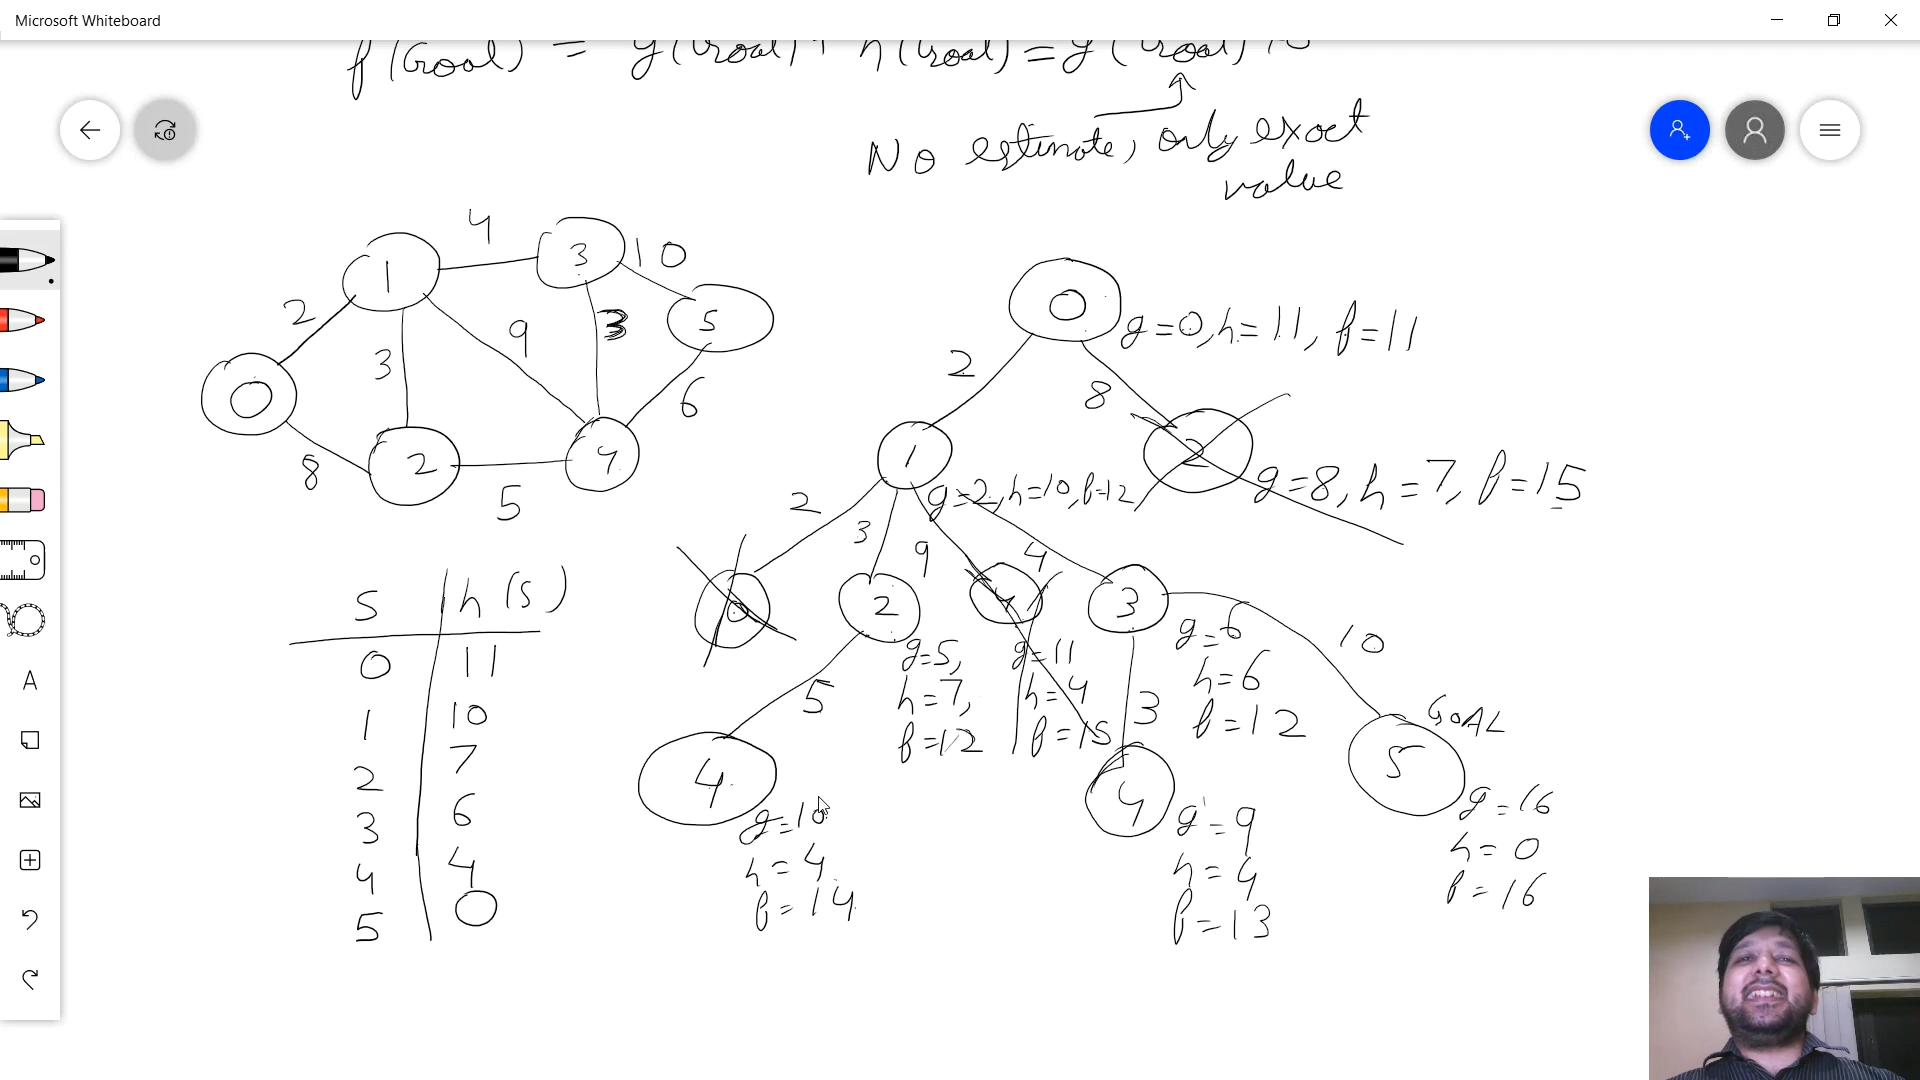 Microsoft Whiteboard
f(Goal) = g(Goal) + h(Goal) = g(Goal) + 0
No estimate, only exact
value
4
1
3
10
2
3
9
3
5
0
6
8
2
5
4
0
g=0, h=11, f=11
2
8
1
g=2, h=10, f=12
2
g=8, h=7, f=15
2
3
9
4
0
2
g=5,
h=7,
f=12
4
g=11
h=4
f=15
3
g=6
h=6
f=12
10
5
3
4
g=10
h=4
f=14
4
g=9
h=4
f=13
GOAL
5
g=16
h=0
f=16
S h(S)
0 11
1 10
2 7
3 6
4 4
5 0
A